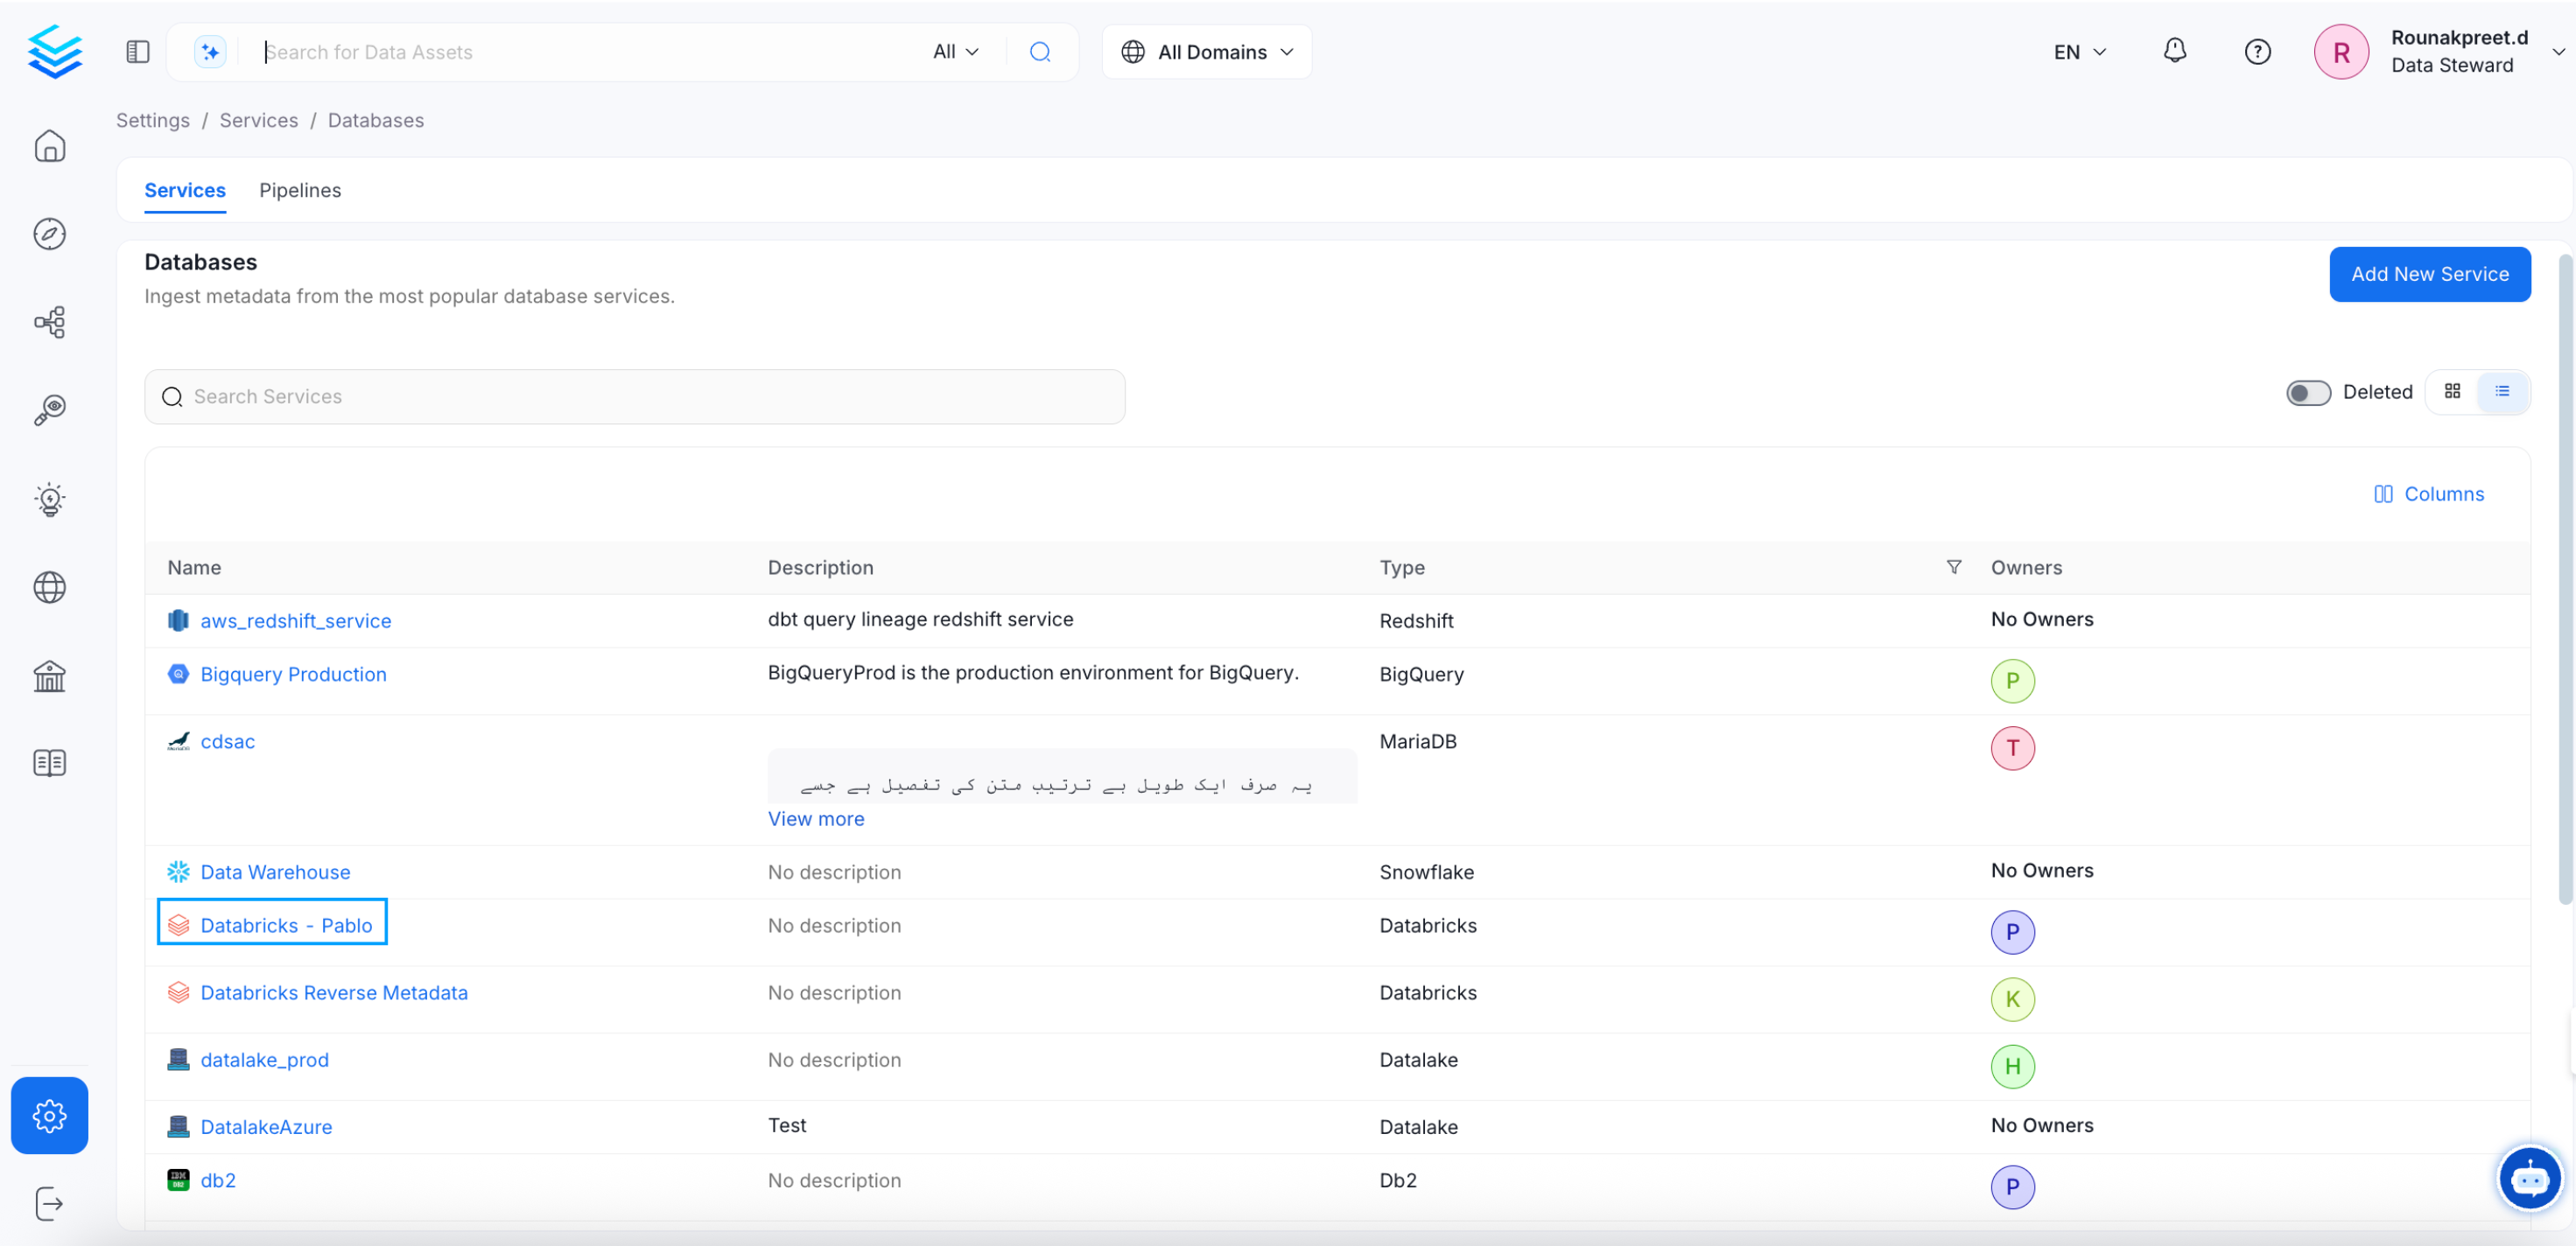 Search for Data Assets
All
All Domains
EN
R
Rounakpreet.d
Data Steward
Settings / Services / Databases
Services
Pipelines
Databases
Ingest metadata from the most popular database services.
Add New Service
Search Services
Deleted
Columns
Name Description Type Owners
aws_redshift_service dbt query lineage redshift service Redshift No Owners
Bigquery Production BigQueryProd is the production environment for BigQuery. BigQuery P
cdsac MariaDB T
یہ صرف ایک طویل بے ترتیب متن کی تفصیل ہے جسے
View more
Data Warehouse No description Snowflake No Owners
Databricks - Pablo No description Databricks P
Databricks Reverse Metadata No description Databricks K
datalake_prod No description Datalake H
DatalakeAzure Test Datalake No Owners
db2 No description Db2 P